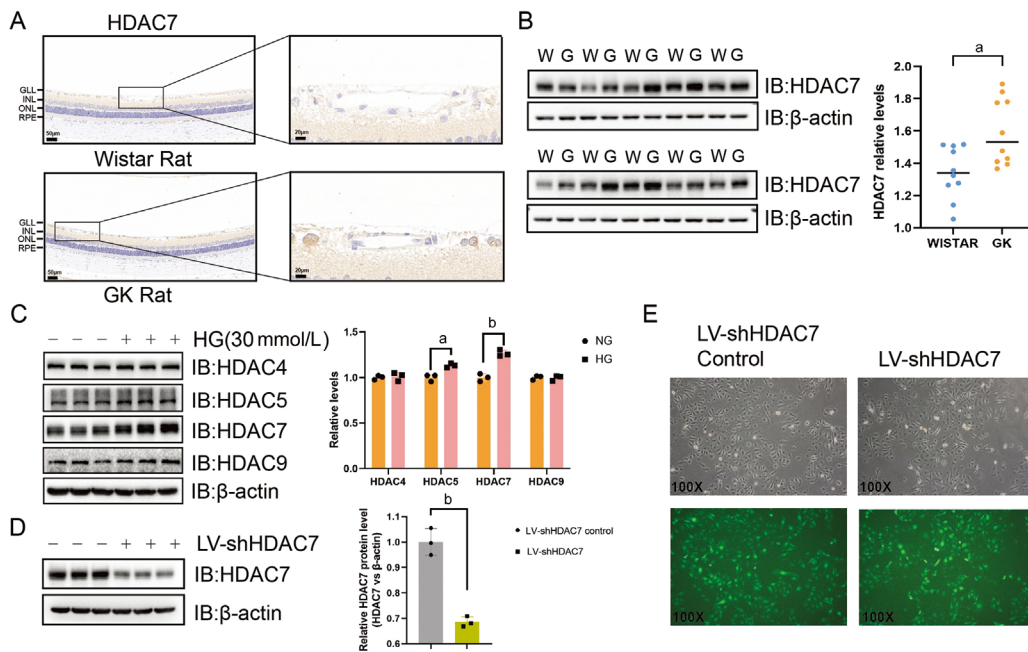 A
HDAC7
GLL
INL
ONL
RPE
50μm
20μm
Wistar Rat
GLL
INL
ONL
RPE
50μm
20μm
GK Rat
B
W G W G W G W G
IB:HDAC7
IB:β-actin
W G W G W G W G
IB:HDAC7
IB:β-actin
a
HDAC7 relative levels
2.0
1.8
1.6
1.4
1.2
1.0
WISTAR GK
C
− − − + + + HG(30 mmol/L)
IB:HDAC4
IB:HDAC5
IB:HDAC7
IB:HDAC9
IB:β-actin
Relative levels
1.5
1.0
0.5
0.0
a
b
NG
HG
HDAC4 HDAC5 HDAC7 HDAC9
D
− − − + + + LV-shHDAC7
IB:HDAC7
IB:β-actin
Relative HDAC7 protein level
(HDAC7 vs β-actin)
1.1
1.0
0.9
0.8
0.7
0.6
b
LV-shHDAC7 control
LV-shHDAC7
E
LV-shHDAC7
Control
LV-shHDAC7
100X
100X
100X
100X